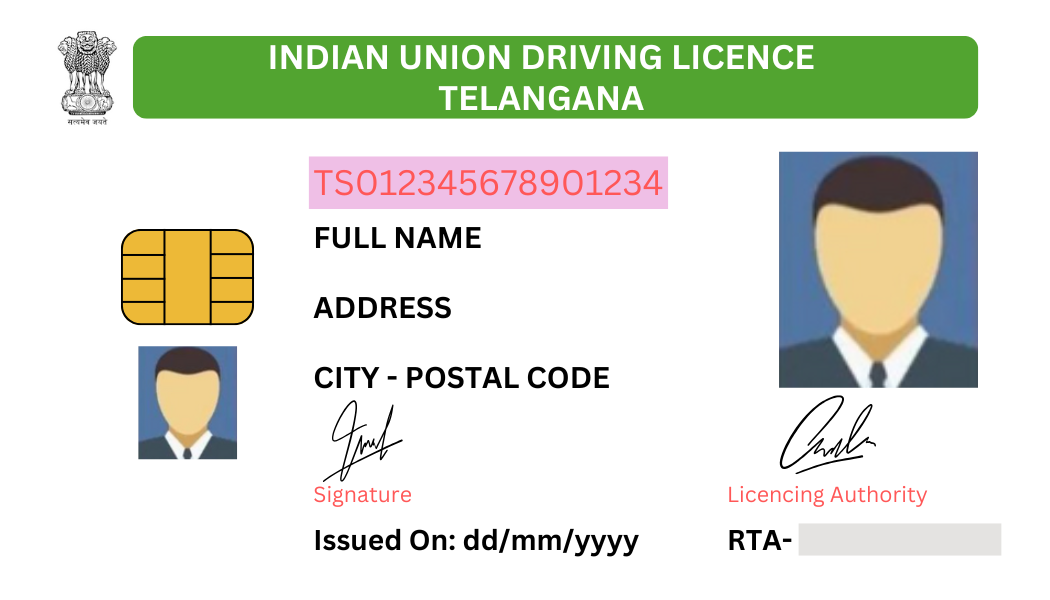 INDIAN UNION DRIVING LICENCE
TELANGANA
सत्यमेव जयते
TS012345678901234
FULL NAME
ADDRESS
CITY - POSTAL CODE
Signature
Licencing Authority
Issued On: dd/mm/yyyy
RTA-